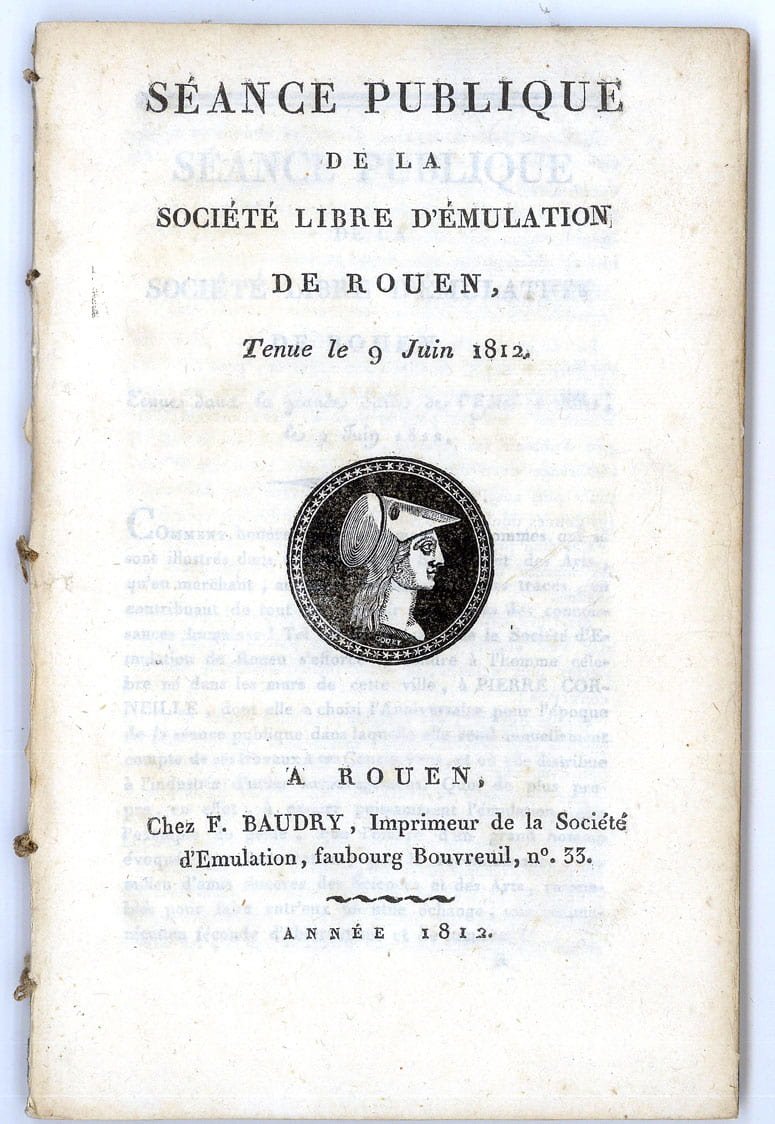 SÉANCE PUBLIQUE
DE LA
SOCIÉTÉ LIBRE D'ÉMULATION
DE ROUEN,
Tenue le 9 Juin 1812.
GODET
A ROUEN,
Chez F. BAUDRY, Imprimeur de la Société
d'Emulation, faubourg Bouvreuil, n°. 33.
ANNÉE 1812.